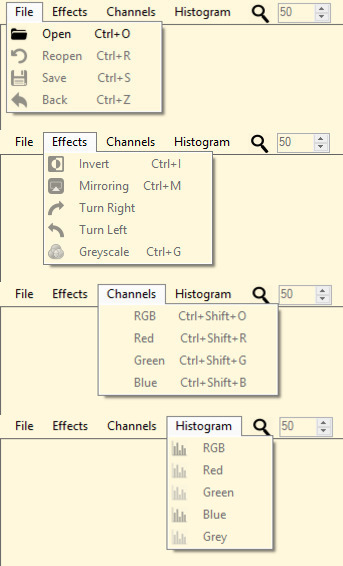 File Effects Channels Histogram 50
Open Ctrl+O
Reopen Ctrl+R
Save Ctrl+S
Back Ctrl+Z
File Effects Channels Histogram 50
Invert Ctrl+I
Mirroring Ctrl+M
Turn Right
Turn Left
Greyscale Ctrl+G
File Effects Channels Histogram 50
RGB Ctrl+Shift+O
Red Ctrl+Shift+R
Green Ctrl+Shift+G
Blue Ctrl+Shift+B
File Effects Channels Histogram 50
RGB
Red
Green
Blue
Grey